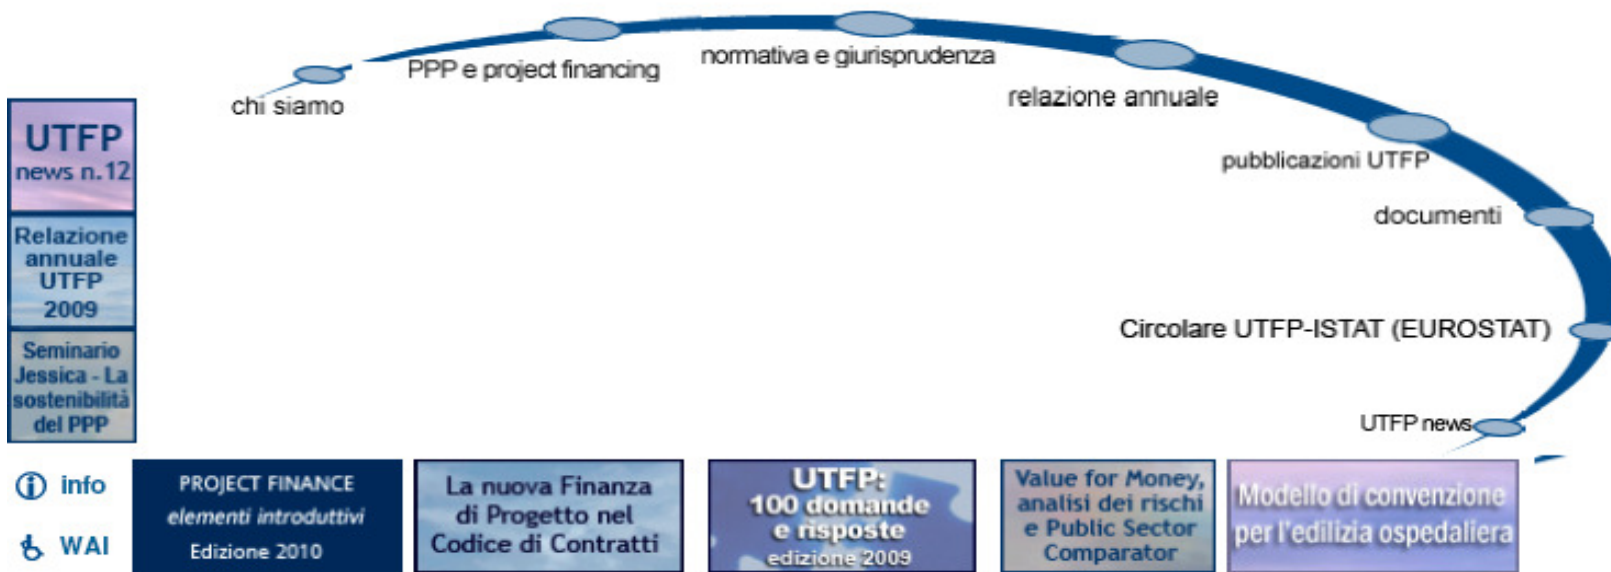 chi siamo
PPP e project financing
normativa e giurisprudenza
relazione annuale
pubblicazioni UTFP
documenti
Circolare UTFP-ISTAT (EUROSTAT)
UTFP news
UTFP
news n.12
Relazione
annuale
UTFP
2009
Seminario
Jessica - La
sostenibilità
del PPP
info
WAI
PROJECT FINANCE
elementi introduttivi
Edizione 2010
La nuova Finanza
di Progetto nel
Codice di Contratti
UTFP:
100 domande
e risposte
edizione 2009
Value for Money,
analisi dei rischi
e Public Sector
Comparator
Modello di convenzione
per l'edilizia ospedaliera